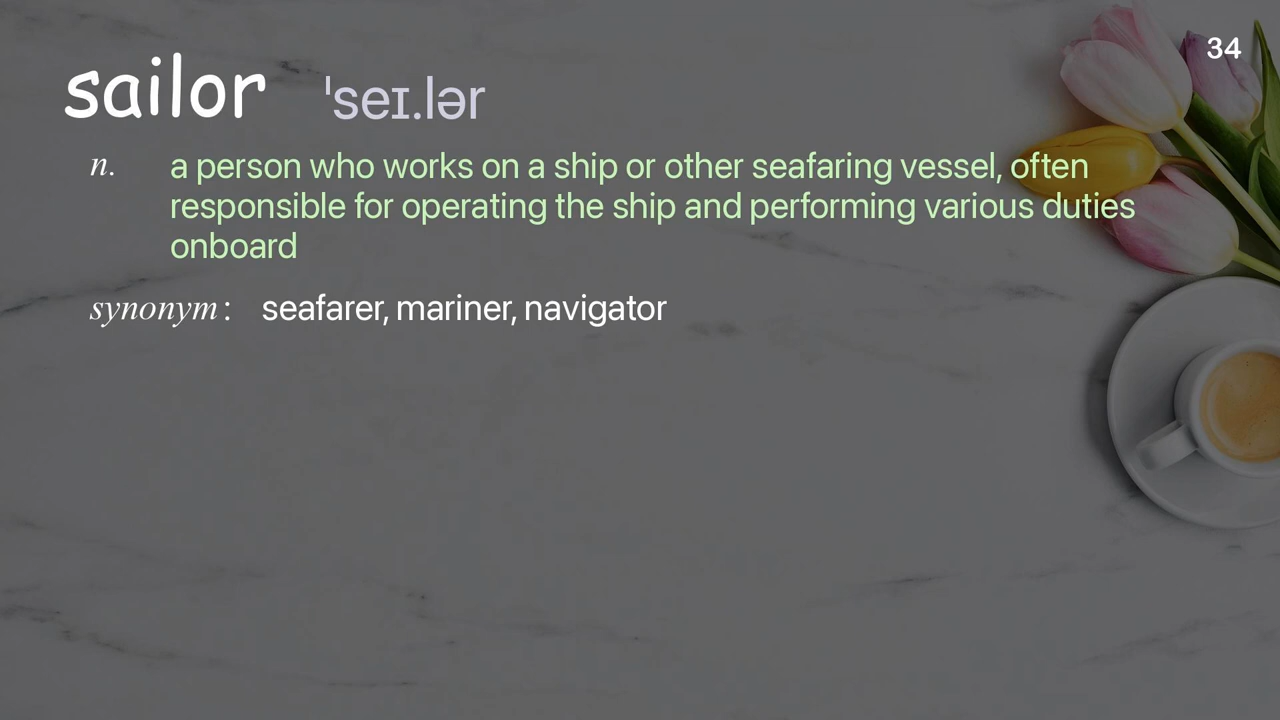 34
sailor ˈseɪ.lər
n. a person who works on a ship or other seafaring vessel, often
responsible for operating the ship and performing various duties
onboard
synonym: seafarer, mariner, navigator